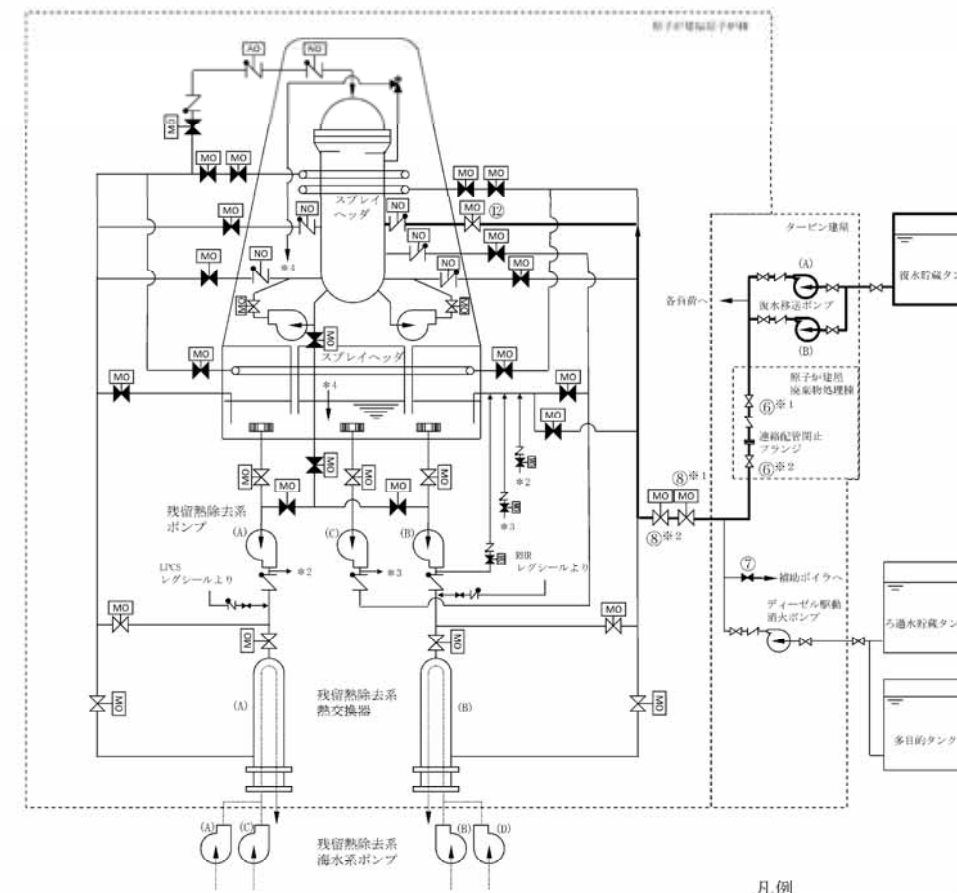 原子炉建屋原子炉棟
AO
AO
MO
MO
MO
MO
MO
スプレイ
ヘッダ
MO
NO
NO
MO
⑫
NO
MO
タービン建屋
(A)
復水貯蔵タン
各負荷へ
復水移送ポンプ
(B)
MO
NO
※4
NO
MO
MO
MO
MO
スプレイヘッダ
MO
MO
※4
MO
MO
原子炉建屋
廃棄物処理棟
⑥※1
連絡配管閉止
フランジ
⑥※2
MO
MO
MO
MO
MO
MO
※2
※3
⑧※1
MO
MO
⑧※2
残留熱除去系
ポンプ
(A)
(C)
(B)
※2
※3
LPCS
レグシールより
RHR
レグシールより
⑦
補助ボイラへ
ディーゼル駆動
消火ポンプ
ろ過水貯蔵タン
MO
MO
MO
MO
MO
MO
残留熱除去系
熱交換器
(A)
(B)
多目的タンク
(A)
(C)
残留熱除去系
海水系ポンプ
(B)
(D)
凡例